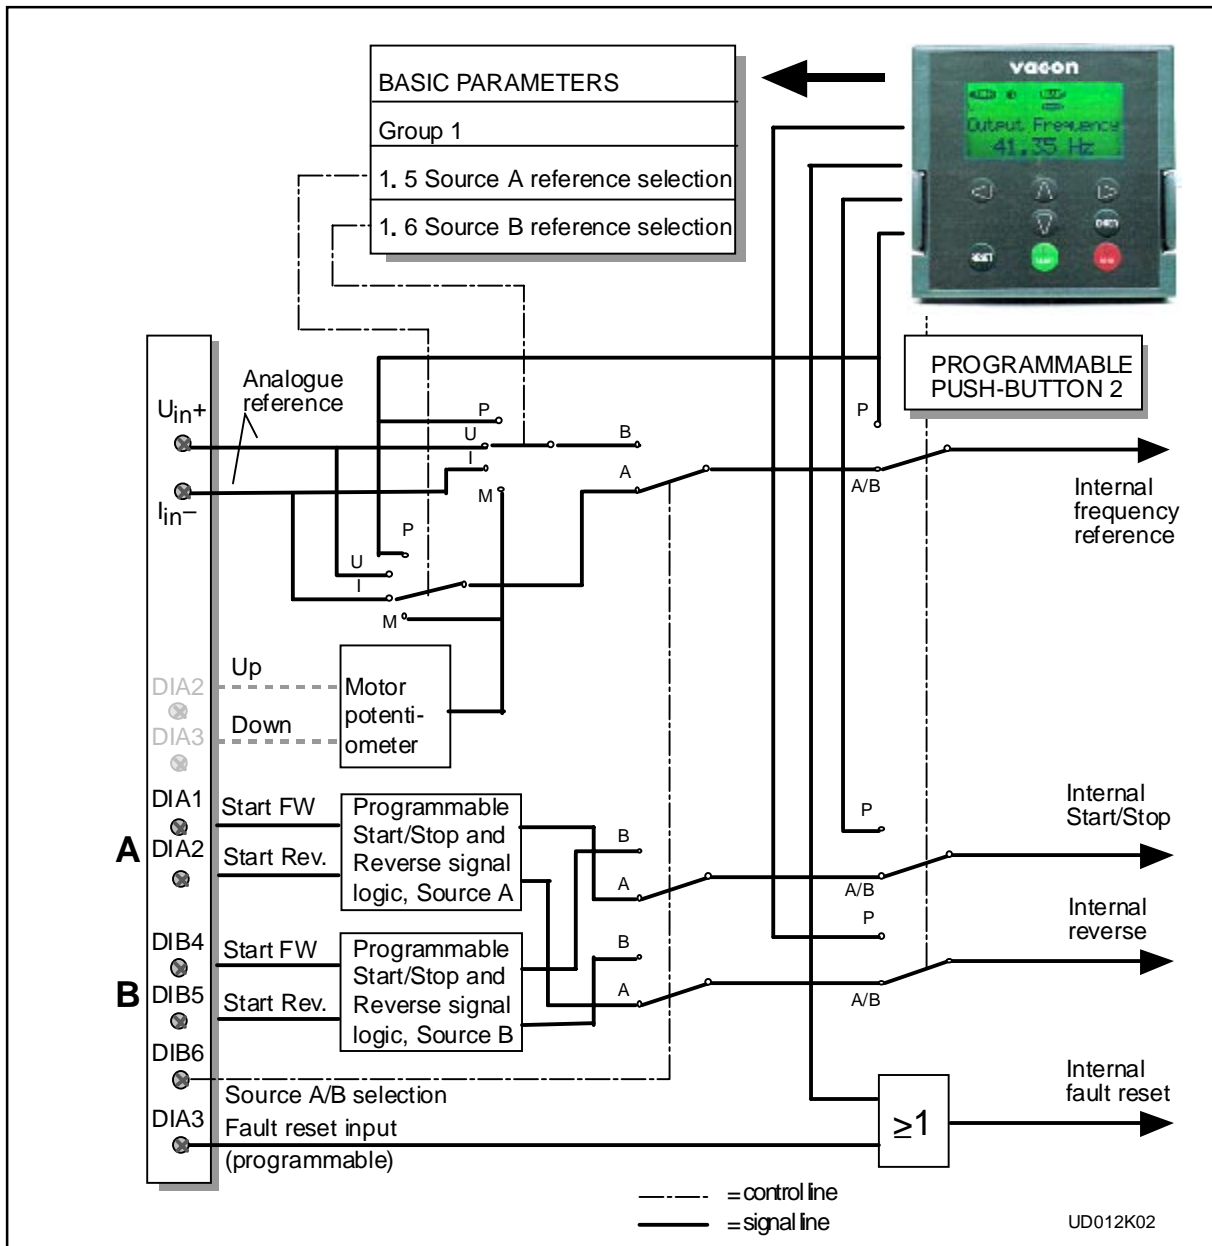 BASIC PARAMETERS
Group 1
1. 5 Source A reference selection
1. 6 Source B reference selection
vacon
Output Frequency
41,35 Hz
RESET
PROGRAMMABLE
PUSH-BUTTON 2
Analogue
reference
Uin+
Iin−
P
U
I
M
B
A
P
A/B
Internal
frequency
reference
P
U
I
M
DIA2
Up
DIA3
Down
Motor
potenti-
ometer
A
DIA1
Start FW
DIA2
Start Rev.
Programmable
Start/Stop and
Reverse signal
logic, Source A
B
A
P
A/B
Internal
Start/Stop
B
DIB4
Start FW
DIB5
Start Rev.
Programmable
Start/Stop and
Reverse signal
logic, Source B
B
A
P
A/B
Internal
reverse
DIB6
Source A/B selection
DIA3
Fault reset input
(programmable)
≥1
Internal
fault reset
= control line
= signal line
UD012K02